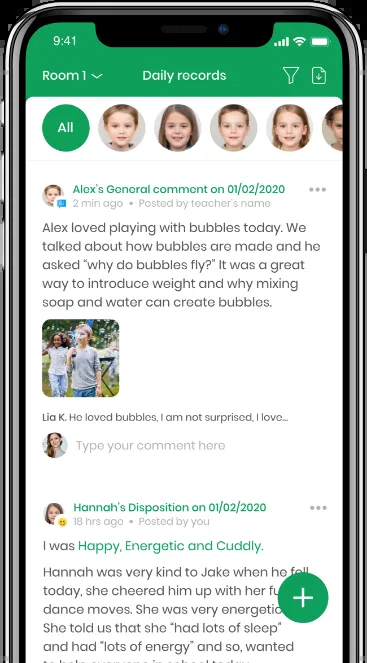 9:41
Room 1 Daily records
All
Alex's General comment on 01/02/2020
2 min ago • Posted by teacher's name
Alex loved playing with bubbles today. We
talked about how bubbles are made and he
asked “why do bubbles fly?” It was a great
way to introduce weight and why mixing
soap and water can create bubbles.
Lia K. He loved bubbles, I am not surprised, I love...
Type your comment here
Hannah's Disposition on 01/02/2020
18 hrs ago • Posted by you
I was Happy, Energetic and Cuddly.
Hannah was very kind to Jake when he fell
today, she cheered him up with her
dance moves. She was very energetic
She told us that she “had lots of sleep”
and had “lots of energy” and so, wanted
to help everyone in school today